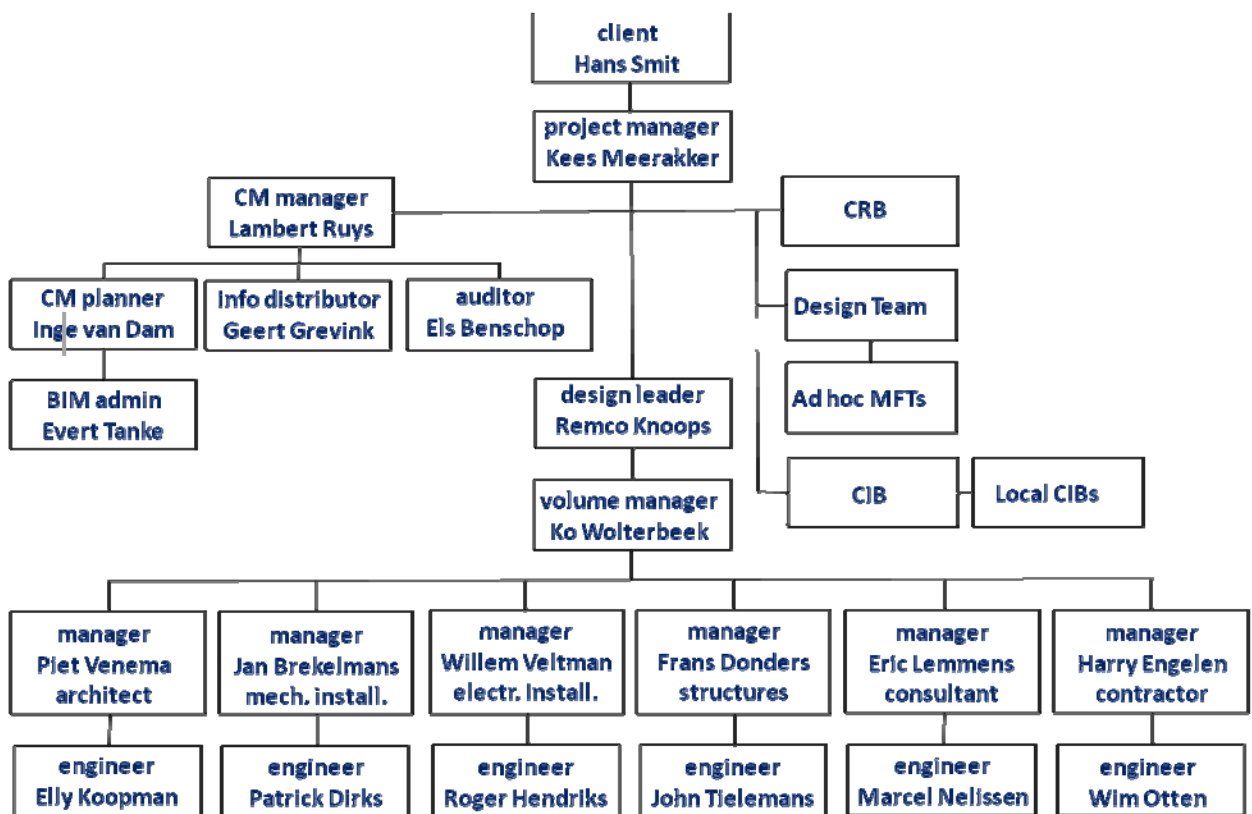 client
Hans Smit
project manager
Kees Meerakker
CM manager
Lambert Ruys
CRB
CM planner
Inge van Dam
info distributor
Geert Grevink
auditor
Els Benschop
Design Team
BIM admin
Evert Tanke
design leader
Remco Knoops
Ad hoc MFTs
volume manager
Ko Wolterbeek
CIB
Local CIBs
manager
Piet Venema
architect
manager
Jan Brekelmans
mech. install.
manager
Willem Veltman
electr. Install.
manager
Frans Donders
structures
manager
Eric Lemmens
consultant
manager
Harry Engelen
contractor
engineer
Elly Koopman
engineer
Patrick Dirks
engineer
Roger Hendriks
engineer
John Tielemans
engineer
Marcel Nelissen
engineer
Wim Otten